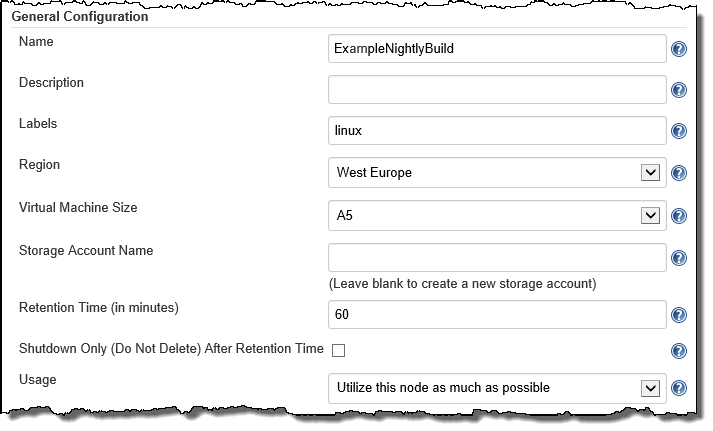 General Configuration
Name
ExampleNightlyBuild
Description
Labels
linux
Region
West Europe
Virtual Machine Size
A5
Storage Account Name
(Leave blank to create a new storage account)
Retention Time (in minutes)
60
Shutdown Only (Do Not Delete) After Retention Time
Usage
Utilize this node as much as possible